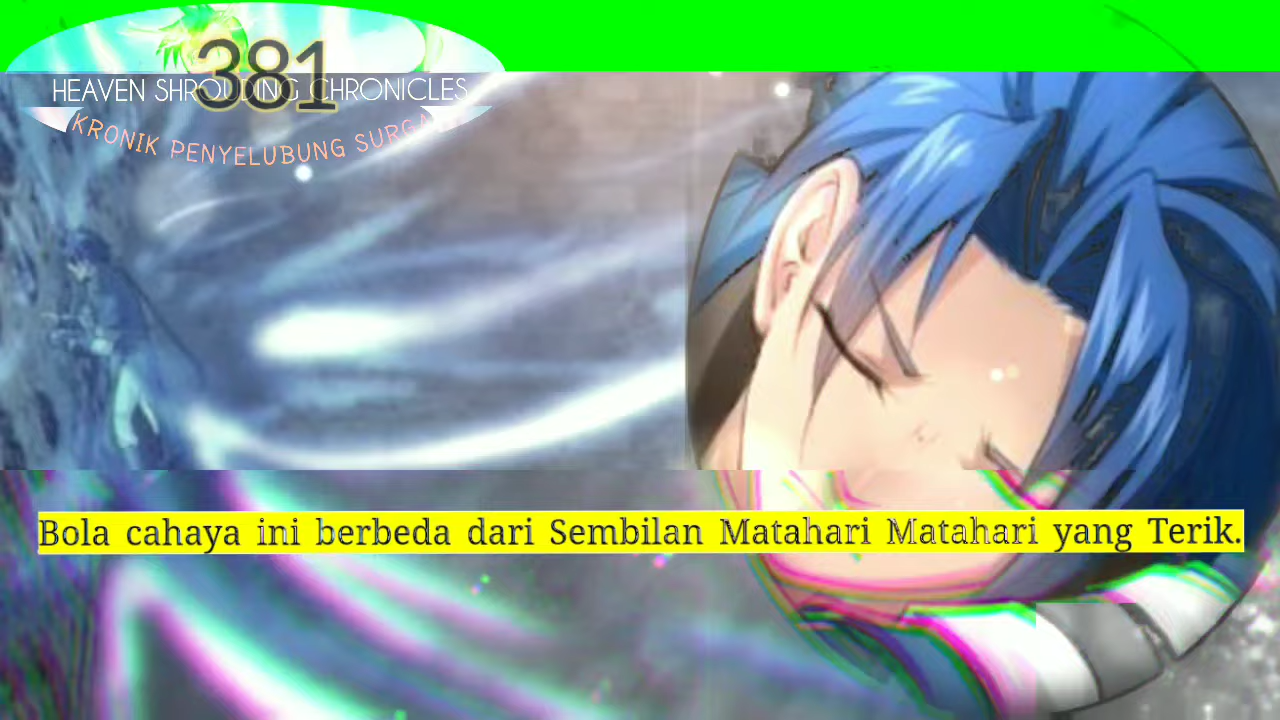 381
HEAVEN SHROUDING CHRONICLES
KRONIK PENYELUBUNG SURGA
Bola cahaya ini berbeda dari Sembilan Matahari Matahari yang Terik.